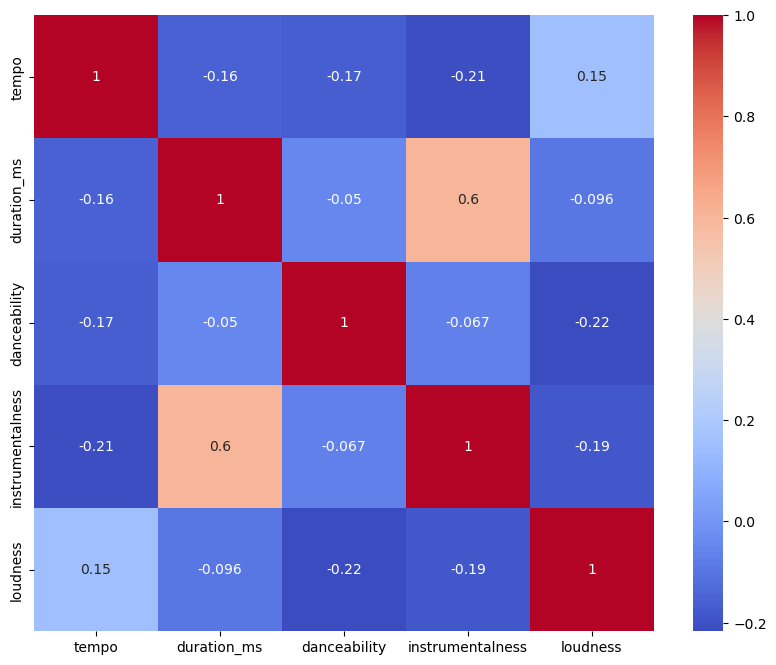 tempo 1 -0.16 -0.17 -0.21 0.15
duration_ms -0.16 1 -0.05 0.6 -0.096
danceability -0.17 -0.05 1 -0.067 -0.22
instrumentalness -0.21 0.6 -0.067 1 -0.19
loudness 0.15 -0.096 -0.22 -0.19 1
tempo duration_ms danceability instrumentalness loudness
1.0
0.8
0.6
0.4
0.2
0.0
−0.2